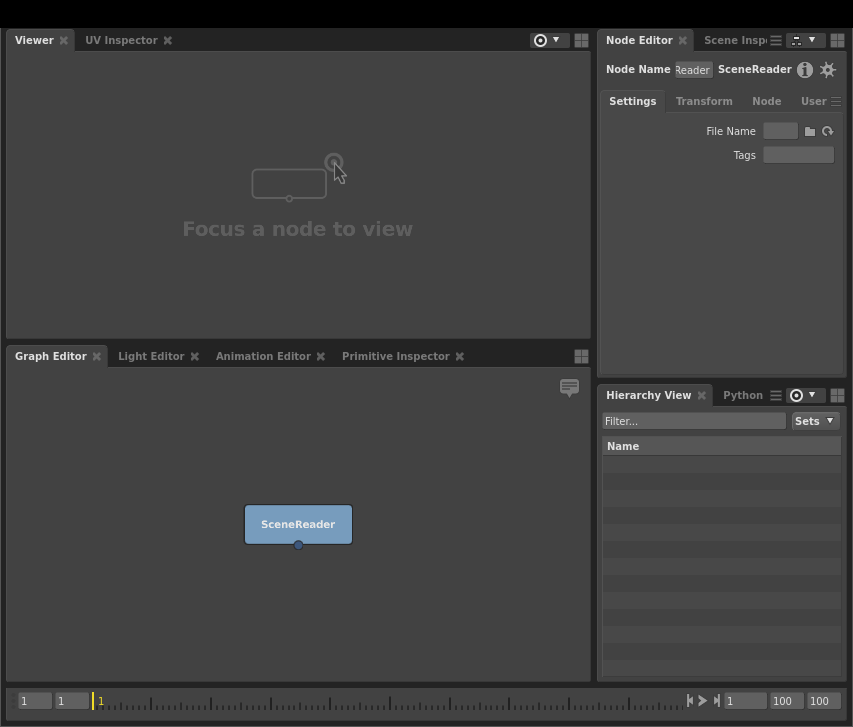 Viewer UV Inspector
Focus a node to view
Graph Editor Light Editor Animation Editor Primitive Inspector
SceneReader
Node Editor Scene Insp
Node Name Reader SceneReader
Settings Transform Node User
File Name
Tags
Hierarchy View Python
Filter... Sets
Name
1 1 1 1 100 100